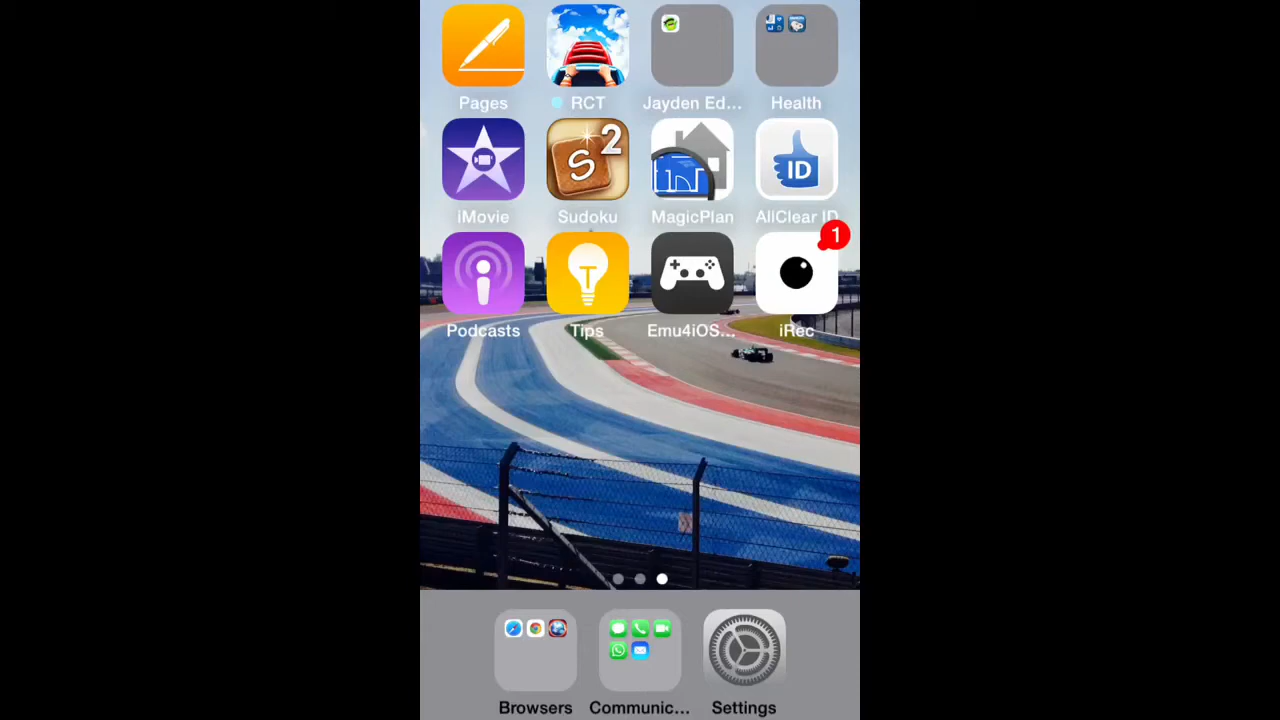 Pages RCT Jayden Ed... Health
S 2 ID
iMovie Sudoku MagicPlan AllClear ID
1
T
Podcasts Tips Emu4iOS... iRec
Browsers Communic... Settings